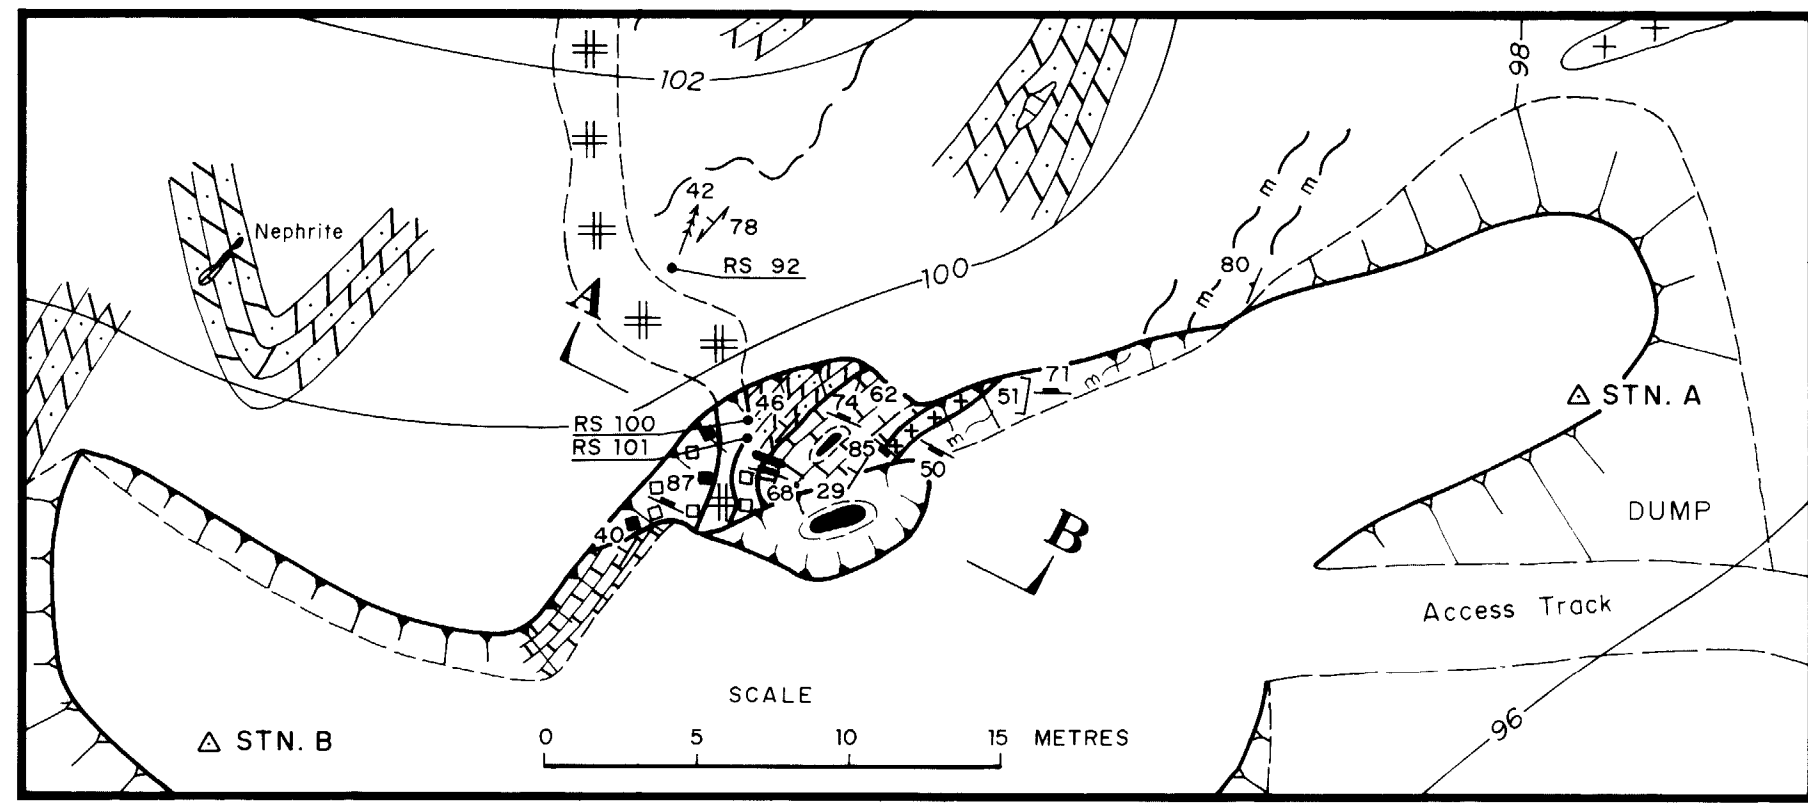 98
102
Nephrite
42
78
RS 92
100
A
80
m
m
m
46
74
62
51
71
m
RS 100
RS 101
STN. A
85
m
50
87
68
29
40
B
DUMP
Access Track
SCALE
0 5 10 15 METRES
STN. B
96